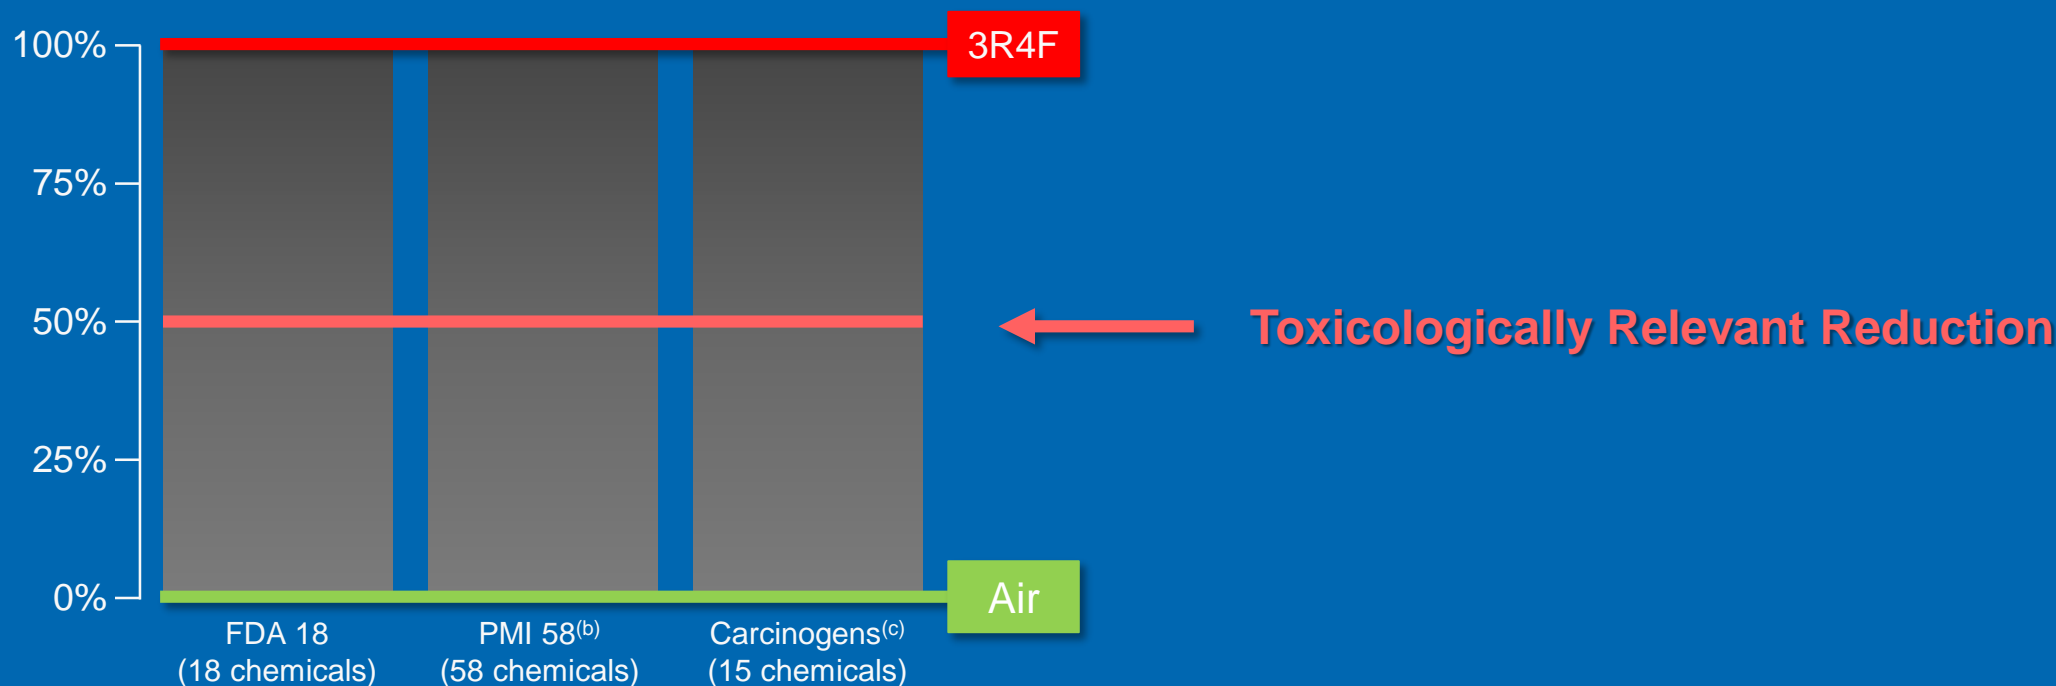 100%
3R4F
75%
50%
Toxicologically Relevant Reduction
25%
0%
Air
FDA 18
(18 chemicals)
PMI 58(b)
(58 chemicals)
Carcinogens(c)
(15 chemicals)